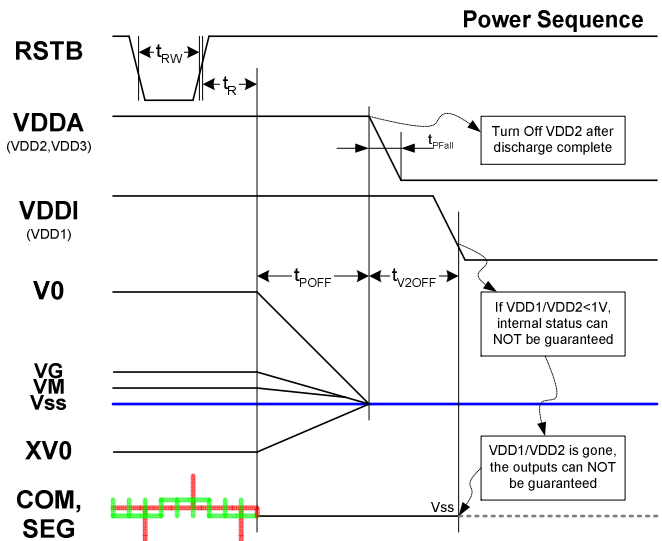 Power Sequence
RSTB
tRW
tR
VDDA
(VDD2,VDD3)
tPFall
Turn Off VDD2 after
discharge complete
VDDI
(VDD1)
tPOFF
tV2OFF
V0
If VDD1/VDD2<1V,
internal status can
NOT be guaranteed
VG
VM
Vss
XV0
VDD1/VDD2 is gone,
the outputs can NOT
be guaranteed
COM,
SEG
Vss